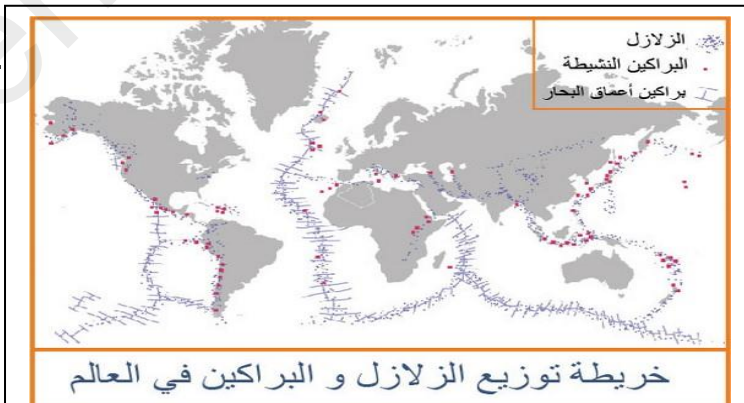 الزلازل
البراكين النشيطة
براكين أعماق البحار
خريطة توزيع الزلازل و البراكين في العالم